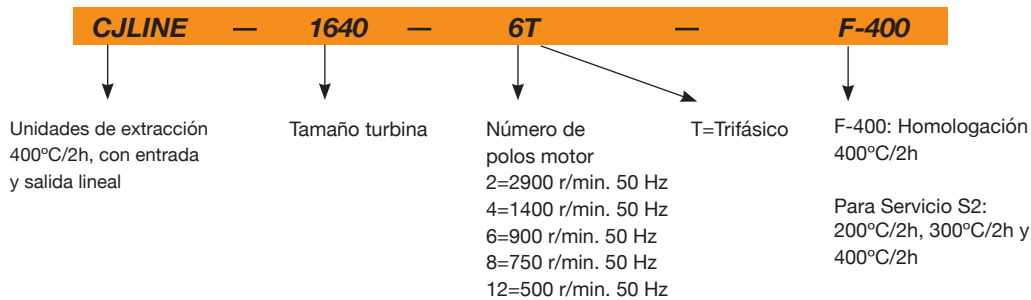 CJLINE — 1640 — 6T — F-400
Unidades de extracción
400ºC/2h, con entrada
y salida lineal
Tamaño turbina
Número de
polos motor
2=2900 r/min. 50 Hz
4=1400 r/min. 50 Hz
6=900 r/min. 50 Hz
8=750 r/min. 50 Hz
12=500 r/min. 50 Hz
T=Trifásico
F-400: Homologación
400ºC/2h
Para Servicio S2:
200ºC/2h, 300ºC/2h y
400ºC/2h